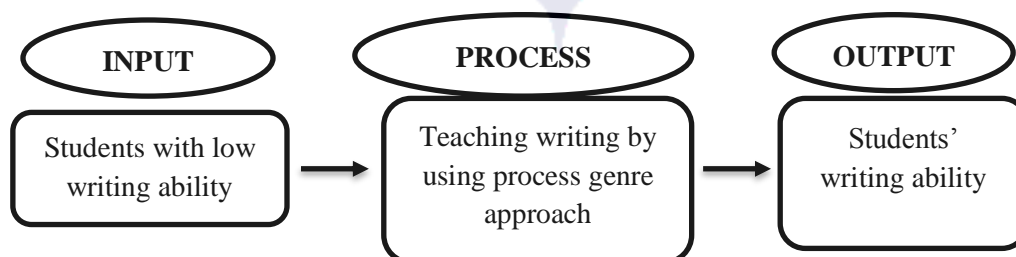 INPUT
PROCESS
OUTPUT
Students with low
writing ability
Teaching writing by
using process genre
approach
Students’
writing ability